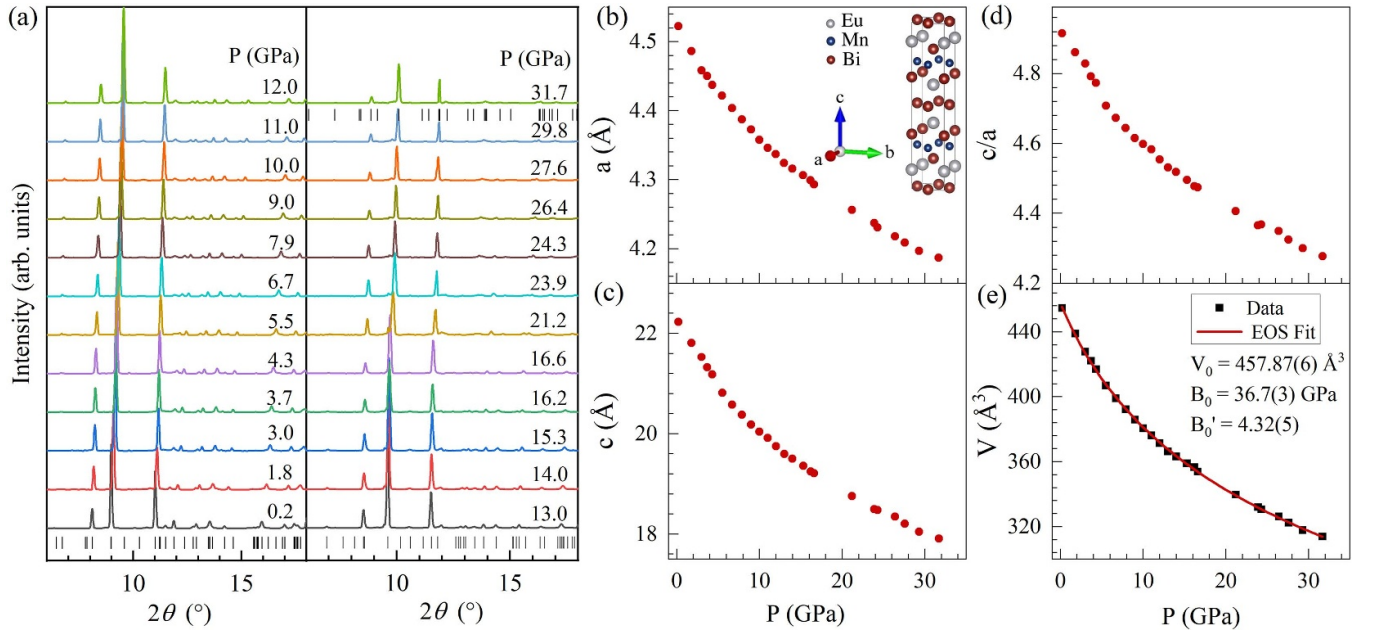 (a)
Intensity (arb. units)
P (GPa)
12.0
11.0
10.0
9.0
7.9
6.7
5.5
4.3
3.7
3.0
1.8
0.2
10
15
2θ (°)
P (GPa)
31.7
29.8
27.6
26.4
24.3
23.9
21.2
16.6
16.2
15.3
14.0
13.0
10
15
2θ (°)
(b)
a (Å)
4.5
4.4
4.3
4.2
Eu
Mn
Bi
c
a
b
(c)
c (Å)
22
20
18
0
10
20
30
P (GPa)
(d)
c/a
4.8
4.6
4.4
4.2
(e)
V (Å³)
440
400
360
320
Data
EOS Fit
V₀ = 457.87(6) Å³
B₀ = 36.7(3) GPa
B₀' = 4.32(5)
0
10
20
30
P (GPa)